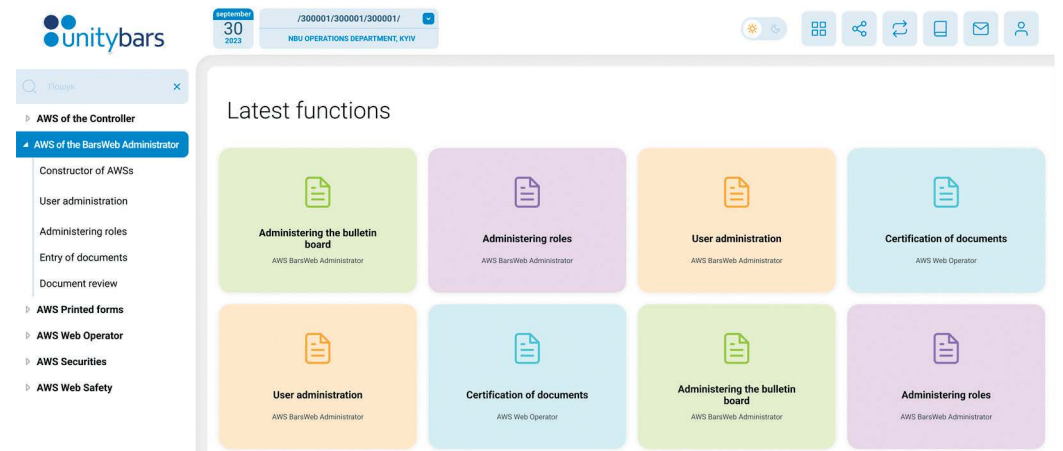 unitybars
september
30
2023
/300001/300001/300001/
NBU OPERATIONS DEPARTMENT, KYIV
Пошук
AWS of the Controller
AWS of the BarsWeb Administrator
Constructor of AWSs
User administration
Administering roles
Entry of documents
Document review
AWS Printed forms
AWS Web Operator
AWS Securities
AWS Web Safety
Latest functions
Administering the bulletin
board
AWS BarsWeb Administrator
Administering roles
AWS BarsWeb Administrator
User administration
AWS BarsWeb Administrator
Certification of documents
AWS Web Operator
User administration
AWS BarsWeb Administrator
Certification of documents
AWS Web Operator
Administering the bulletin
board
AWS BarsWeb Administrator
Administering roles
AWS BarsWeb Administrator